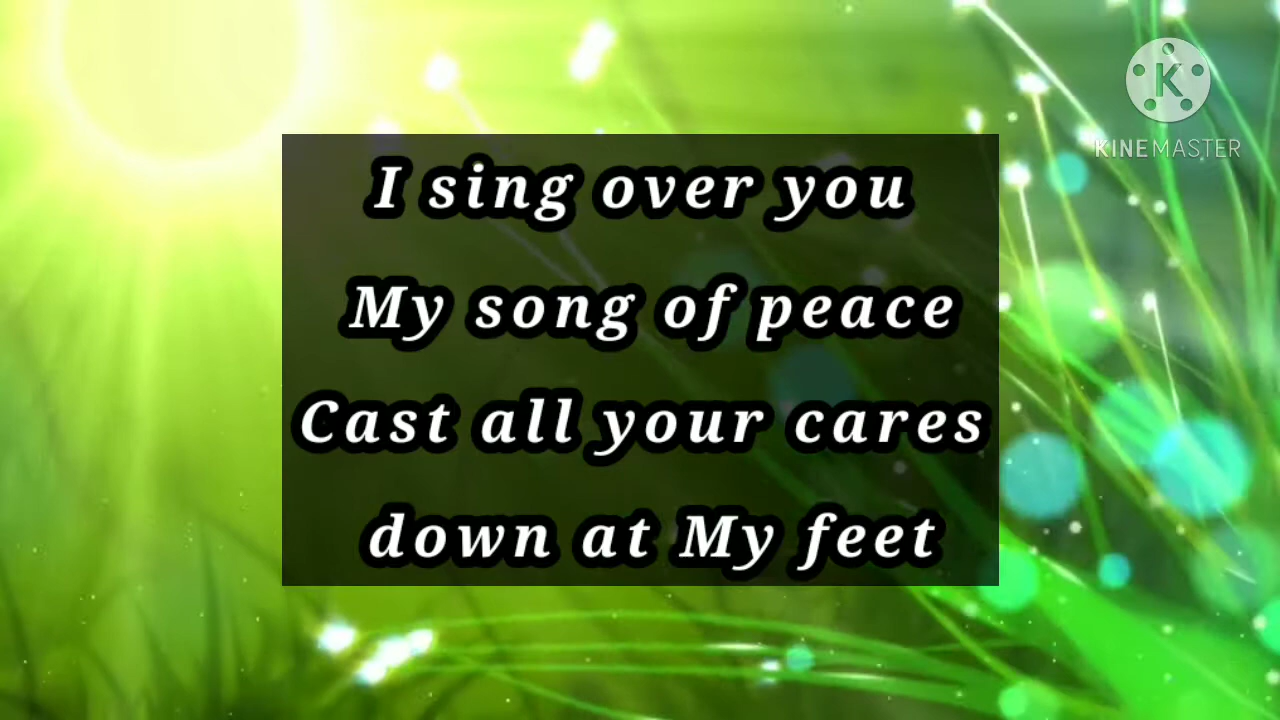 I sing over you
My song of peace
Cast all your cares
down at My feet
K
KINEMASTER